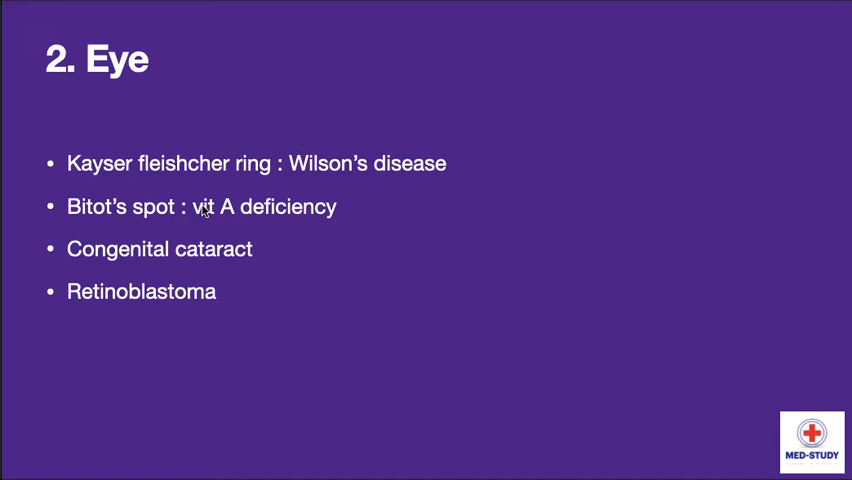 2. Eye
• Kayser fleishcher ring : Wilson's disease
• Bitot's spot : vit A deficiency
• Congenital cataract
• Retinoblastoma
MED-STUDY